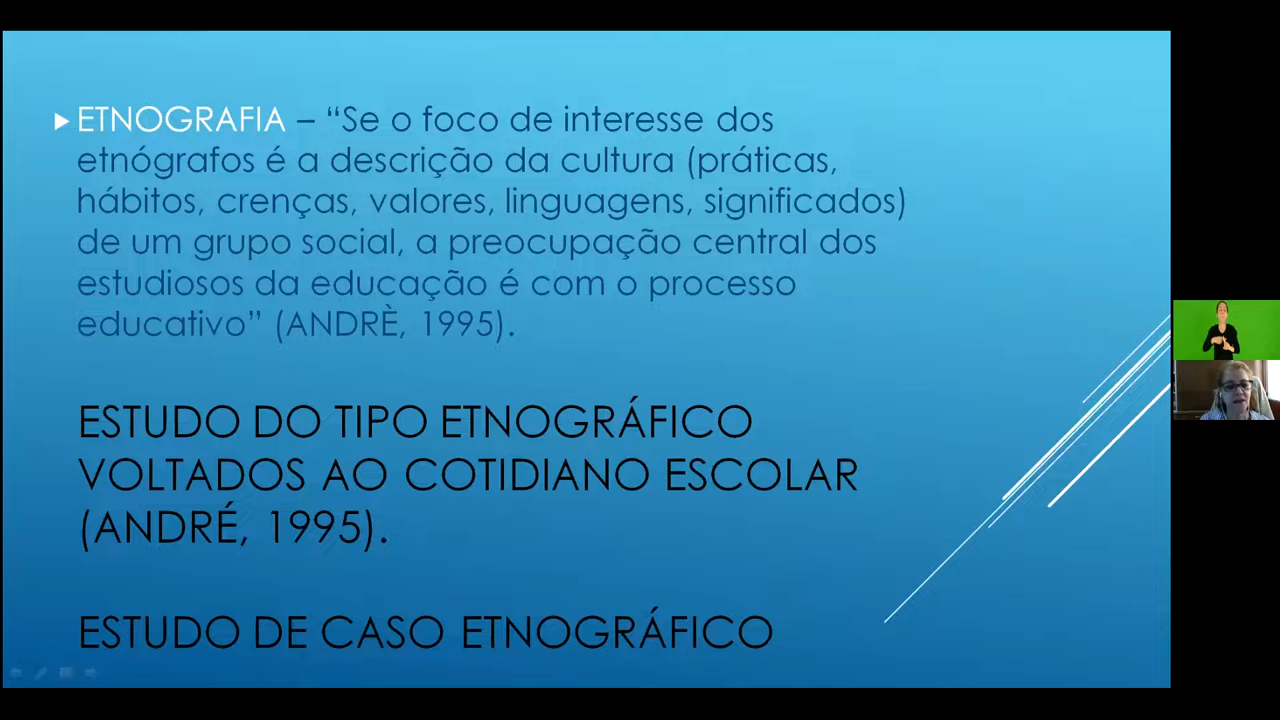 ETNOGRAFIA – “Se o foco de interesse dos
etnógrafos é a descrição da cultura (práticas,
hábitos, crenças, valores, linguagens, significados)
de um grupo social, a preocupação central dos
estudiosos da educação é com o processo
educativo” (ANDRÈ, 1995).
ESTUDO DO TIPO ETNOGRÁFICO
VOLTADOS AO COTIDIANO ESCOLAR
(ANDRÉ, 1995).
ESTUDO DE CASO ETNOGRÁFICO